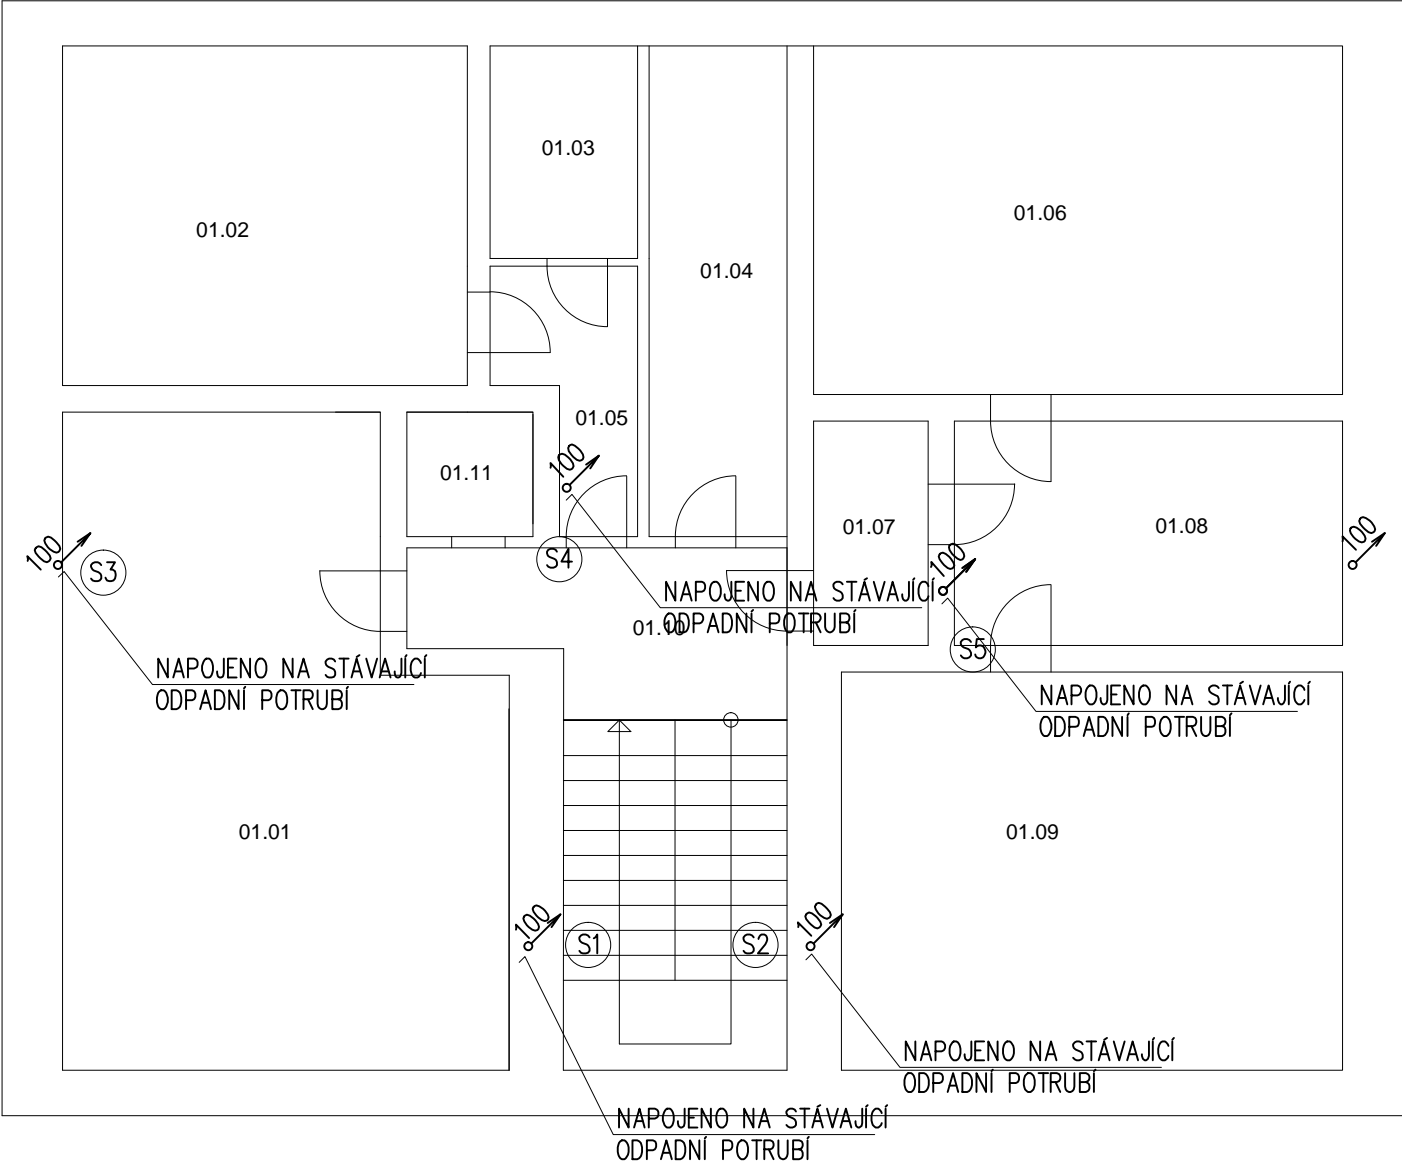 01.03
01.06
01.02
01.04
01.05
100
01.11
01.07
01.08
100
100
100
S3
S4
NAPOJENO NA STÁVAJÍCÍ
ODPADNÍ POTRUBÍ
01.10
S5
NAPOJENO NA STÁVAJÍCÍ
ODPADNÍ POTRUBÍ
NAPOJENO NA STÁVAJÍCÍ
ODPADNÍ POTRUBÍ
01.01
01.09
100
S1
S2
100
NAPOJENO NA STÁVAJÍCÍ
ODPADNÍ POTRUBÍ
NAPOJENO NA STÁVAJÍCÍ
ODPADNÍ POTRUBÍ